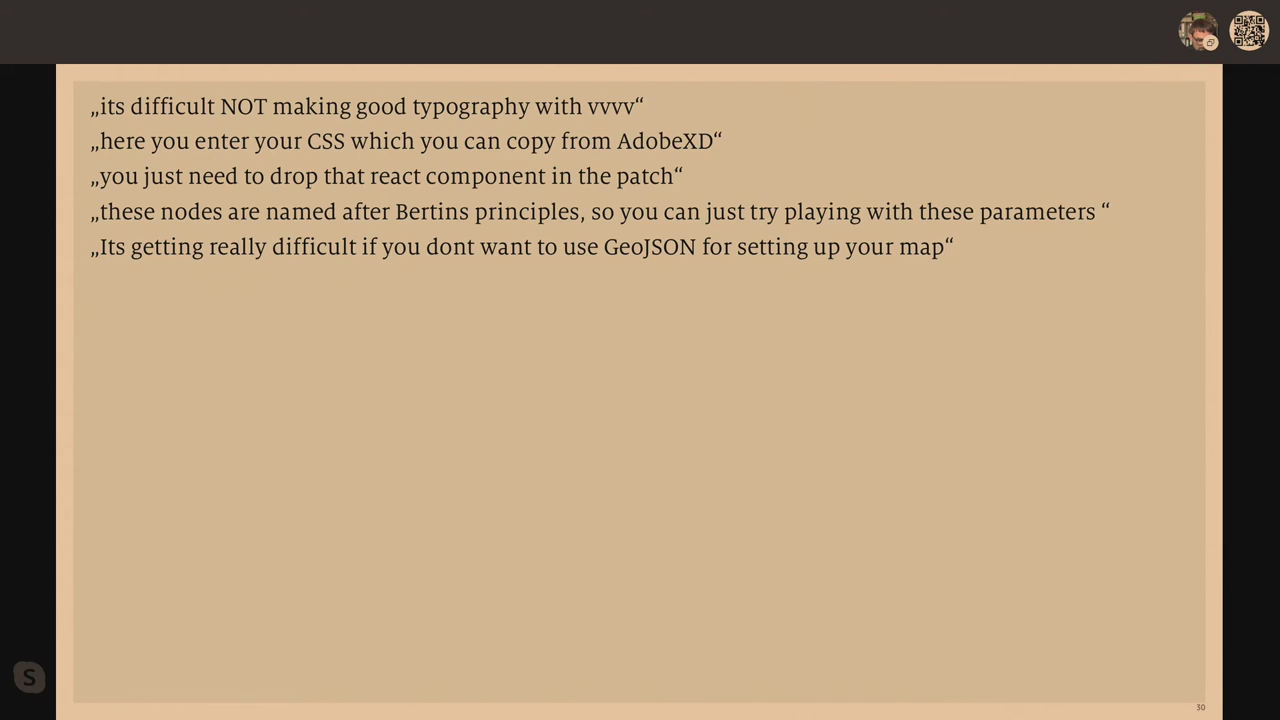 „its difficult NOT making good typography with vvvv“
„here you enter your CSS which you can copy from AdobeXD“
„you just need to drop that react component in the patch“
„these nodes are named after Bertins principles, so you can just try playing with these parameters “
„Its getting really difficult if you dont want to use GeoJSON for setting up your map“
S
30